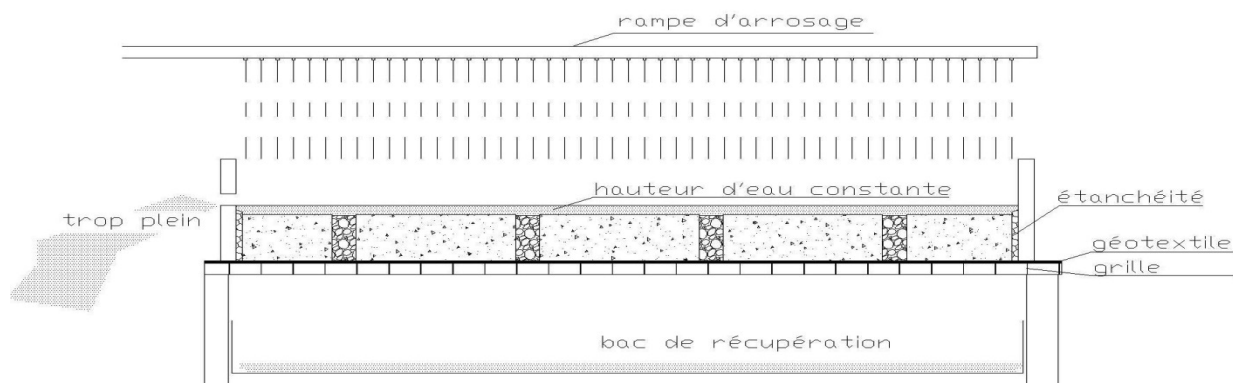 rampe d'arrosage
hauteur d'eau constante
trop plein
étanchéité
géotextile
grille
bac de récupération